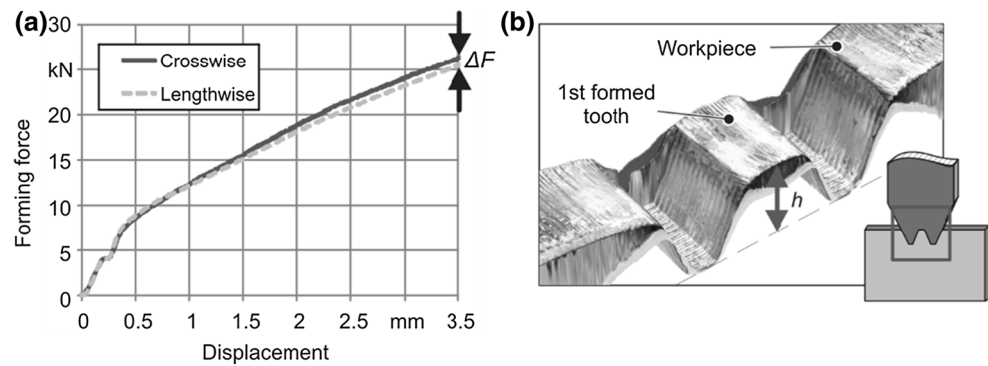 (a)
30
kN
20
15
10
5
0
Forming force
Crosswise
Lengthwise
ΔF
0 0.5 1 1.5 2 2.5 mm 3.5
Displacement
(b)
Workpiece
1st formed
tooth
h